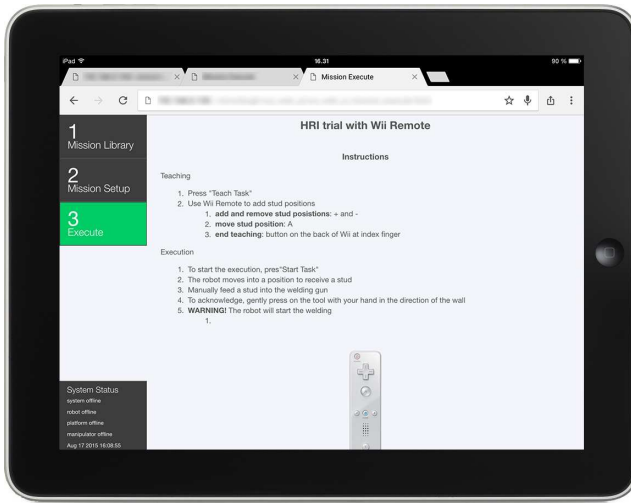 iPad
16.31
90 %
Mission Execute
HRI trial with Wii Remote
Instructions
1
Mission Library
2
Mission Setup
3
Execute
Teaching
1. Press "Teach Task"
2. Use Wii Remote to add stud positions
1. add and remove stud posistions: + and -
2. move stud position: A
3. end teaching: button on the back of Wii at index finger
Execution
1. To start the execution, pres"Start Task"
2. The robot moves into a position to receive a stud
3. Manually feed a stud into the welding gun
4. To acknowledge, gently press on the tool with your hand in the direction of the wall
5. WARNING! The robot will start the welding
1.
System Status
system offline
robot offline
platform offline
manipulator offline
Aug 17 2015 16:08:55